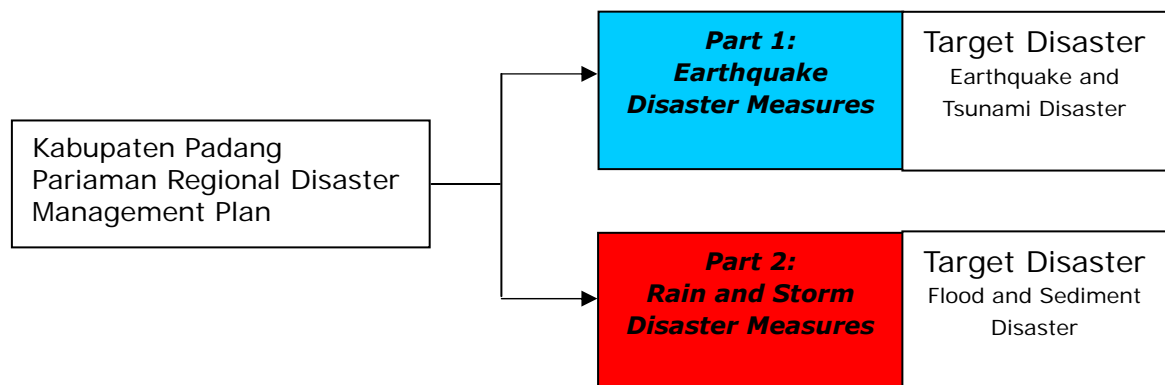 Part 1:
Earthquake
Disaster Measures
Target Disaster
Earthquake and
Tsunami Disaster
Kabupaten Padang
Pariaman Regional Disaster
Management Plan
Part 2:
Rain and Storm
Disaster Measures
Target Disaster
Flood and Sediment
Disaster